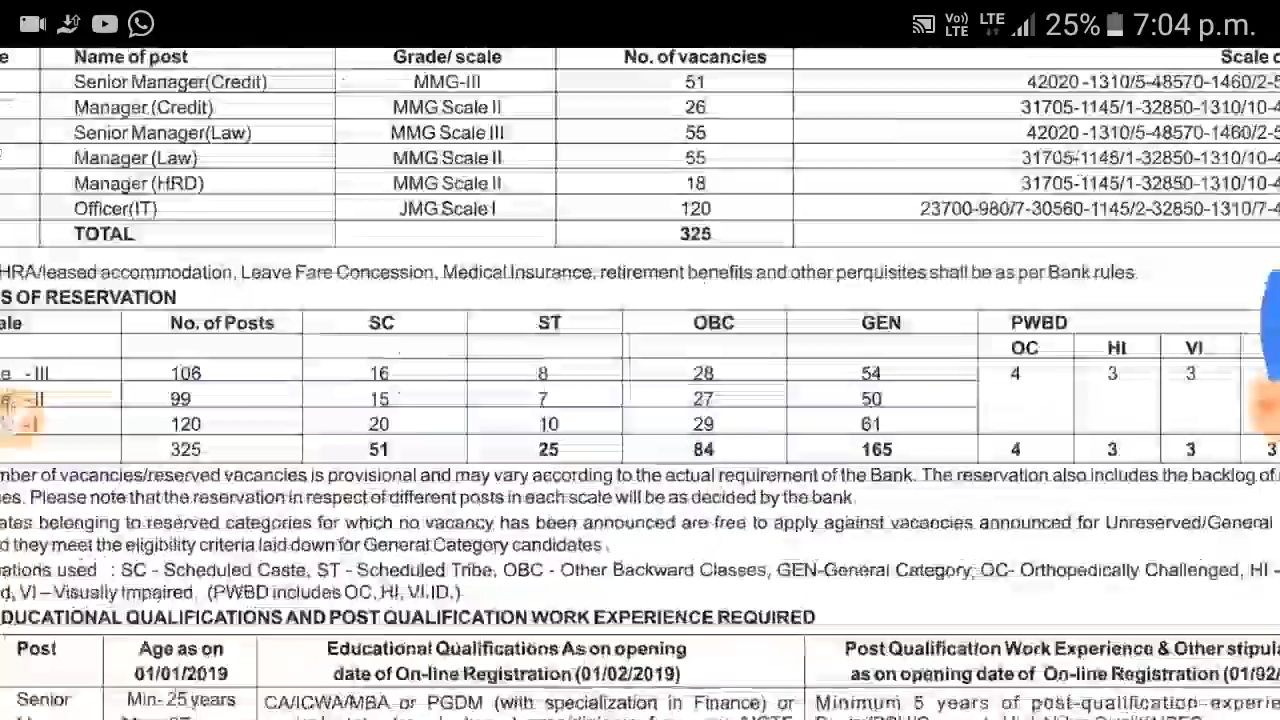 Vo)) LTE LTE 25% 7:04 p.m.
e Name of post Grade/ scale No. of vacancies Scale o
Senior Manager(Credit) MMG-III 51 42020 -1310/5-48570-1460/2-5
Manager (Credit) MMG Scale II 26 31705-1145/1-32850-1310/10-4
Senior Manager(Law) MMG Scale III 55 42020 -1310/5-48570-1460/2-5
Manager (Law) MMG Scale II 55 31705-1145/1-32850-1310/10-4
Manager (HRD) MMG Scale II 18 31705-1145/1-32850-1310/10-4
Officer(IT) JMG Scale I 120 23700-980/7-30560-1145/2-32850-1310/7-4
TOTAL 325
HRA/leased accommodation, Leave Fare Concession, Medical Insurance, retirement benefits and other perquisites shall be as per Bank rules.
S OF RESERVATION
ale No. of Posts SC ST OBC GEN PWBD
OC HI VI
e -III 106 16 8 28 54 4 3 3
-II 99 15 7 27 50
-I 120 20 10 29 61
325 51 25 84 165 4 3 3 3
mber of vacancies/reserved vacancies is provisional and may vary according to the actual requirement of the Bank. The reservation also includes the backlog of
es. Please note that the reservation in respect of different posts in each scale will be as decided by the bank.
ates belonging to reserved categories for which no vacancy has been announced are free to apply against vacancies announced for Unreserved/General
d they meet the eligibility criteria laid down for General Category candidates.
ations used : SC - Scheduled Caste, ST - Scheduled Tribe, OBC - Other Backward Classes, GEN-General Category, OC- Orthopedically Challenged, HI -
d, VI – Visually Impaired, (PWBD includes OC, HI, VI. ID.)
DUCATIONAL QUALIFICATIONS AND POST QUALIFICATION WORK EXPERIENCE REQUIRED
Post Age as on Educational Qualifications As on opening Post Qualification Work Experience & Other stipula
01/01/2019 date of On-line Registration (01/02/2019) as on opening date of On-line Registration (01/02/
Senior Min- 25 years CA/ICWA/MBA or PGDM (with specialization in Finance) or Minimum 5 years of post-qualification experie